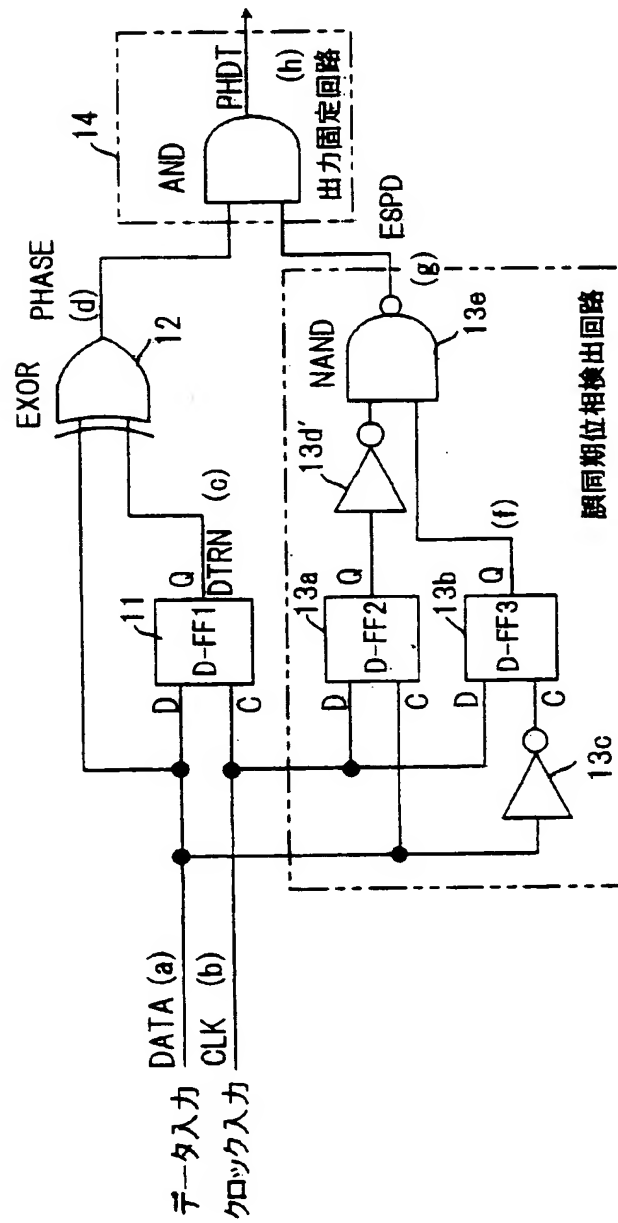 データ入力 DATA (a)
クロック入力 CLK (b)
EXOR
PHASE
(d)
12
11
D
Q
D-FF1
C
DTRN
(c)
14
AND
PHDT
(h)
出力固定回路
13a
D
Q
D-FF2
C
13d'
NAND
13e
(g)
ESPD
13b
D
Q
D-FF3
C
(f)
13c
誤同期位相検出回路